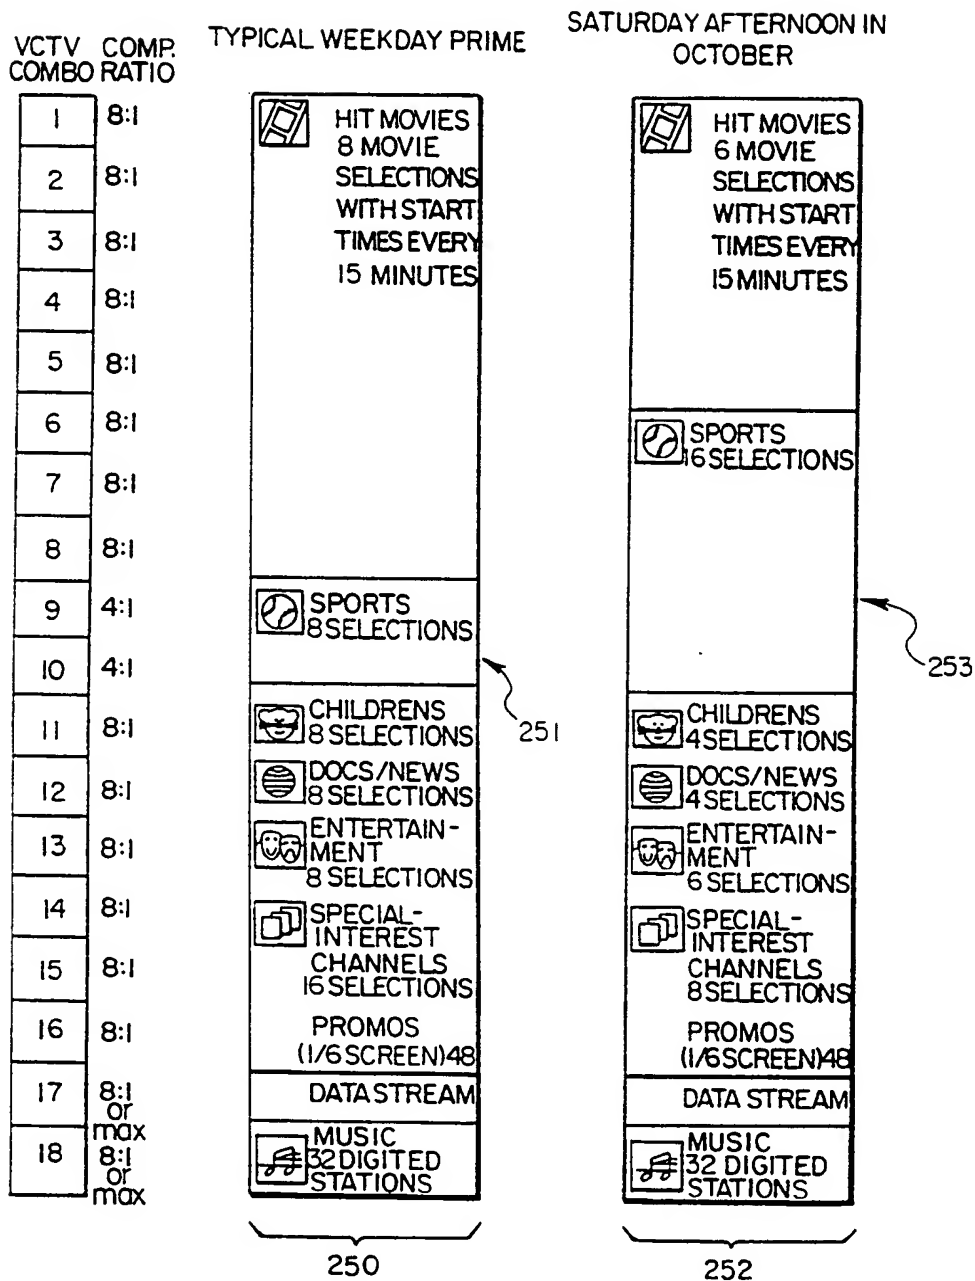 VCTV COMBO
COMP. RATIO
1 8:1
2 8:1
3 8:1
4 8:1
5 8:1
6 8:1
7 8:1
8 8:1
9 4:1
10 4:1
11 8:1
12 8:1
13 8:1
14 8:1
15 8:1
16 8:1
17 8:1 or max
18 8:1 or max
TYPICAL WEEKDAY PRIME
HIT MOVIES
8 MOVIE
SELECTIONS
WITH START
TIMES EVERY
15 MINUTES
SPORTS
8 SELECTIONS
251
CHILDRENS
8 SELECTIONS
DOCS/NEWS
8 SELECTIONS
ENTERTAIN-
MENT
8 SELECTIONS
SPECIAL-
INTEREST
CHANNELS
16 SELECTIONS
PROMOS
(1/6 SCREEN) 48
DATA STREAM
MUSIC
32 DIGITED
STATIONS
250
SATURDAY AFTERNOON IN
OCTOBER
HIT MOVIES
6 MOVIE
SELECTIONS
WITH START
TIMES EVERY
15 MINUTES
SPORTS
16 SELECTIONS
253
CHILDRENS
4 SELECTIONS
DOCS/NEWS
4 SELECTIONS
ENTERTAIN-
MENT
6 SELECTIONS
SPECIAL-
INTEREST
CHANNELS
8 SELECTIONS
PROMOS
(1/6 SCREEN) 48
DATA STREAM
MUSIC
32 DIGITED
STATIONS
252